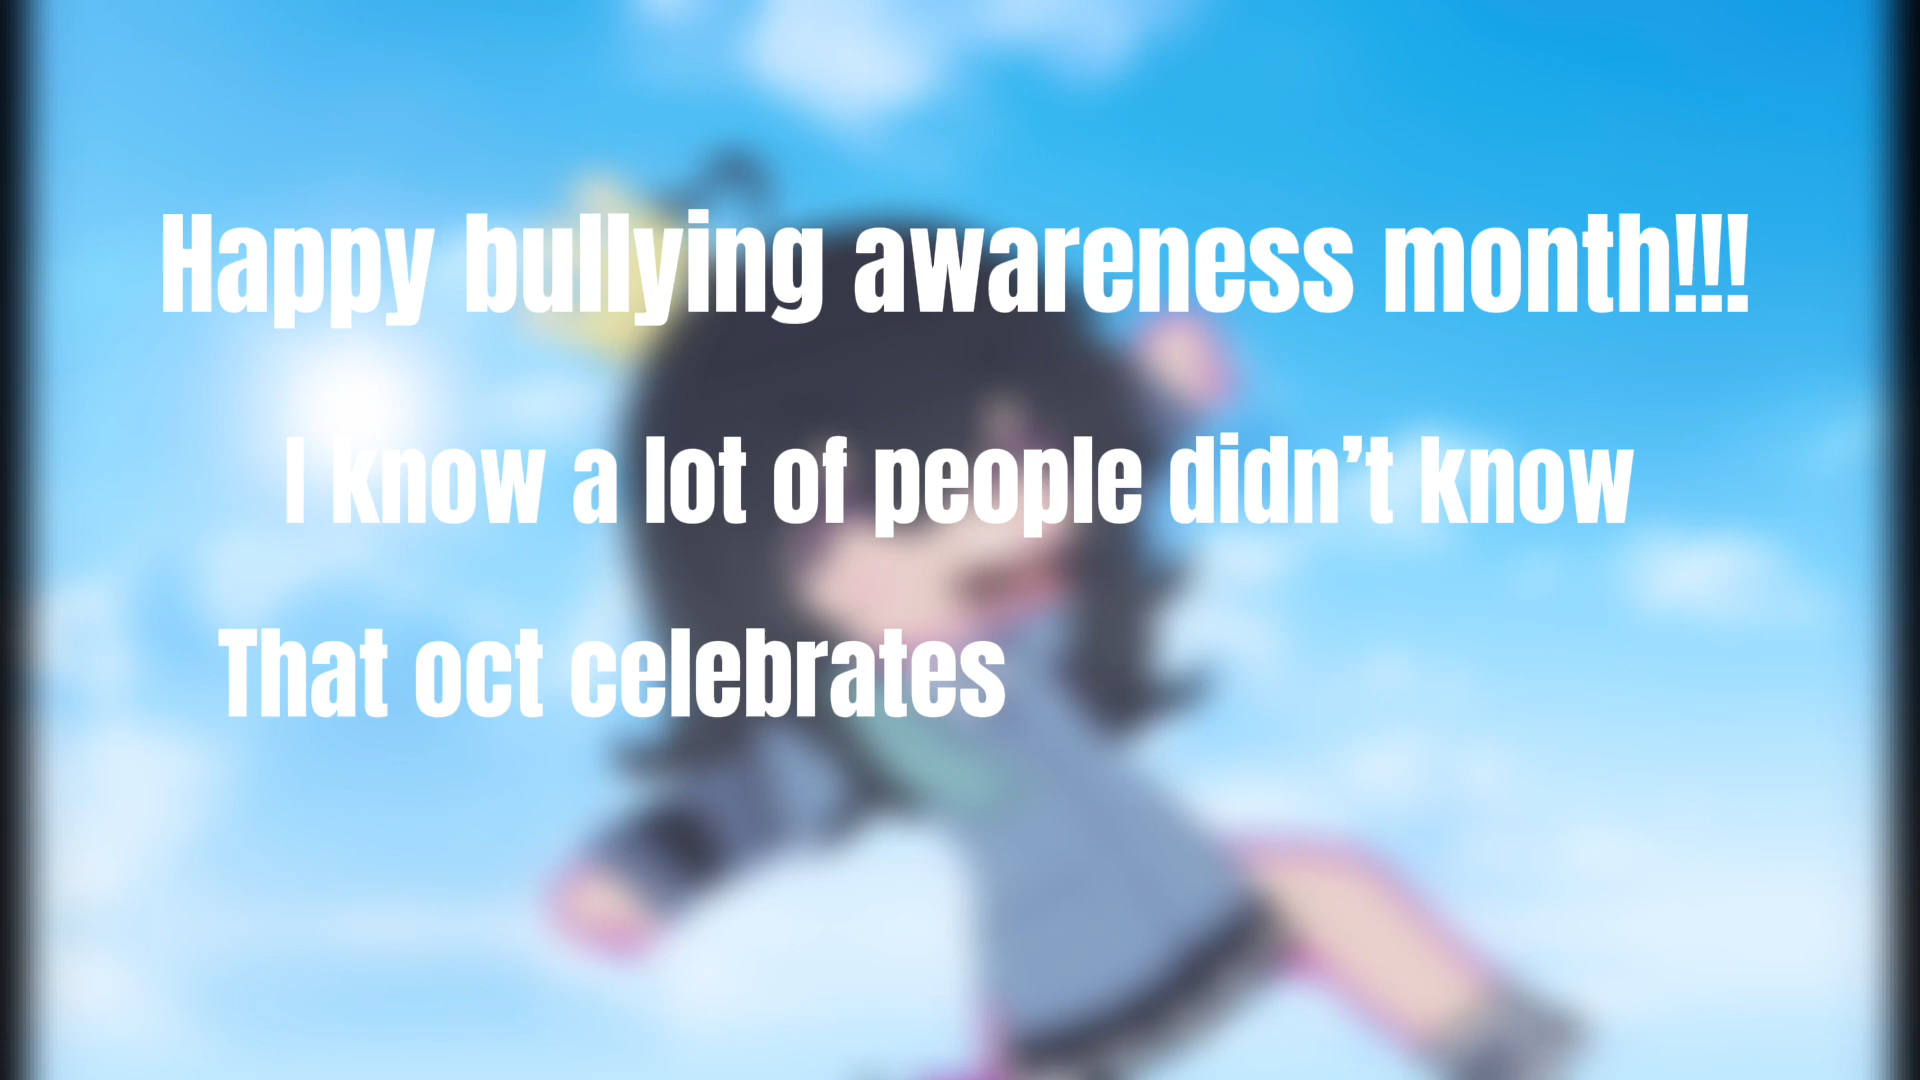 Happy bullying awareness month!!!
I know a lot of people didn’t know
That oct celebrates